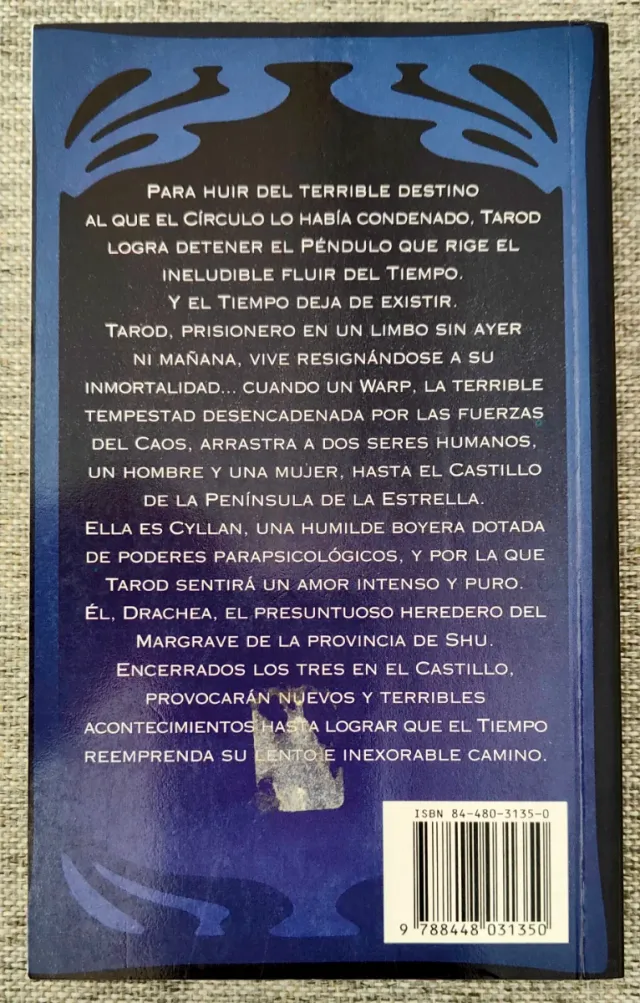 PARA HUIR DEL TERRIBLE DESTINO
AL QUE EL CÍRCULO LO HABÍA CONDENADO, TAROD
LOGRA DETENER EL PÉNDULO QUE RIGE EL
INELUDIBLE FLUIR DEL TIEMPO.
Y EL TIEMPO DEJA DE EXISTIR.
TAROD, PRISIONERO EN UN LIMBO SIN AYER
NI MAÑANA, VIVE RESIGNÁNDOSE A SU
INMORTALIDAD... CUANDO UN WARP, LA TERRIBLE
TEMPESTAD DESENCADENADA POR LAS FUERZAS
DEL CAOS, ARRASTRA A DOS SERES HUMANOS,
UN HOMBRE Y UNA MUJER, HASTA EL CASTILLO
DE LA PENÍNSULA DE LA ESTRELLA.
ELLA ES CYLLAN, UNA HUMILDE BOYERA DOTADA
DE PODERES PARAPSICOLÓGICOS, Y POR LA QUE
TAROD SENTIRÁ UN AMOR INTENSO Y PURO.
ÉL, DRACHEA, EL PRESUNTUOSO HEREDERO DEL
MARGRAVE DE LA PROVINCIA DE SHU.
ENCERRADOS LOS TRES EN EL CASTILLO,
PROVOCARÁN NUEVOS Y TERRIBLES
ACONTECIMIENTOS HASTA LOGRAR QUE EL TIEMPO
REEMPRENDA SU LENTO E INEXORABLE CAMINO.
ISBN 84-480-3135-0
9 788448 031350